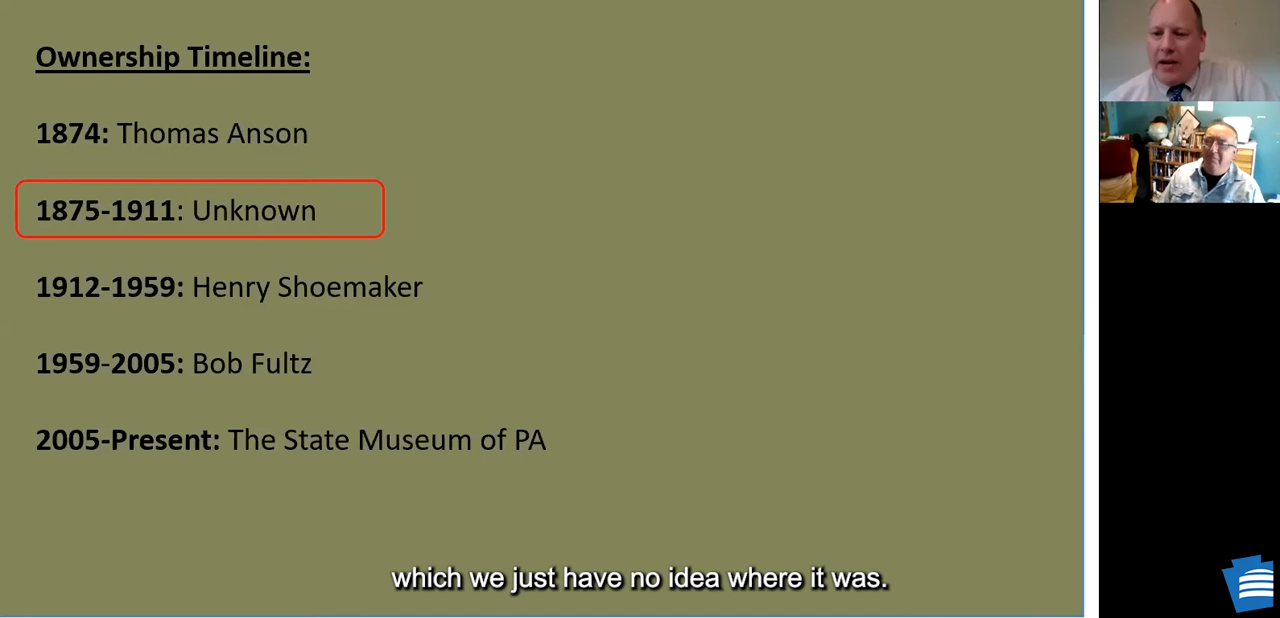 Ownership Timeline:
1874: Thomas Anson
1875-1911: Unknown
1912-1959: Henry Shoemaker
1959-2005: Bob Fultz
2005-Present: The State Museum of PA
which we just have no idea where it was.